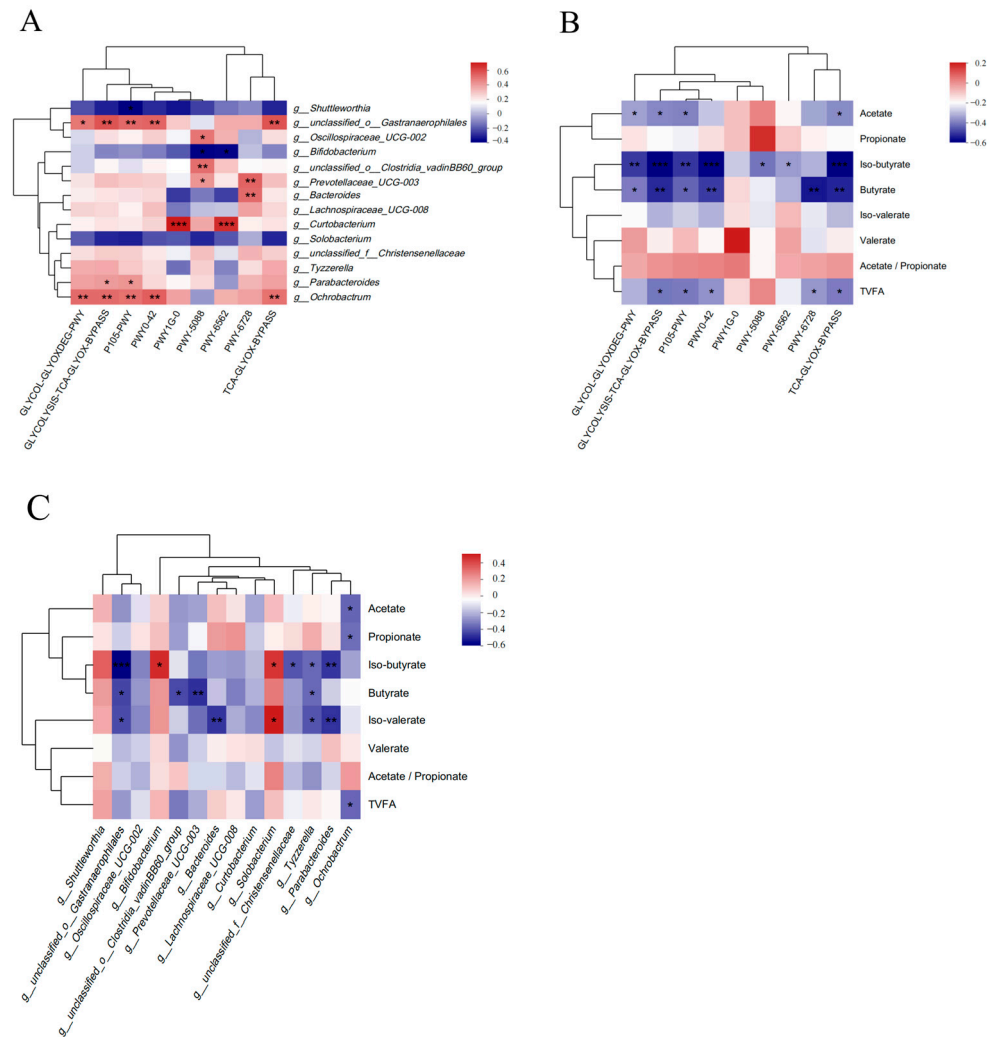 A
0.6
0.4
0.2
0
−0.2
−0.4
g__Shuttleworthia
* ** ** ** ** g__unclassified_o__Gastranaerophilales
* g__Oscillospiraceae_UCG-002
* * g__Bifidobacterium
** g__unclassified_o__Clostridia_vadinBB60_group
* ** g__Prevotellaceae_UCG-003
** g__Bacteroides
g__Lachnospiraceae_UCG-008
*** *** g__Curtobacterium
g__Solobacterium
g__unclassified_f__Christensenellaceae
g__Tyzzerella
* * g__Parabacteroides
** ** ** ** ** g__Ochrobactrum
GLYCOL-GLYOXDEG-PWY
GLYCOLYSIS-TCA-GLYOX-BYPASS
P105-PWY
PWY0-42
PWY1G-0
PWY-5088
PWY-6562
PWY-6728
TCA-GLYOX-BYPASS
B
0.2
0
−0.2
−0.4
−0.6
* * * * Acetate
Propionate
** *** ** *** * * *** Iso-butyrate
* ** * ** ** ** Butyrate
Iso-valerate
Valerate
Acetate / Propionate
* * * * * TVFA
GLYCOL-GLYOXDEG-PWY
GLYCOLYSIS-TCA-GLYOX-BYPASS
P105-PWY
PWY0-42
PWY1G-0
PWY-5088
PWY-6562
PWY-6728
TCA-GLYOX-BYPASS
C
0.4
0.2
0
−0.2
−0.4
−0.6
* Acetate
* Propionate
*** * * * * ** Iso-butyrate
* * ** * Butyrate
* ** * * ** Iso-valerate
Valerate
Acetate / Propionate
* TVFA
g__Shuttleworthia
g__unclassified_o__Gastranaerophilales
g__Oscillospiraceae_UCG-002
g__Bifidobacterium
g__unclassified_o__Clostridia_vadinBB60_group
g__Prevotellaceae_UCG-003
g__Bacteroides
g__Lachnospiraceae_UCG-008
g__Curtobacterium
g__Solobacterium
g__unclassified_f__Christensenellaceae
g__Tyzzerella
g__Parabacteroides
g__Ochrobactrum